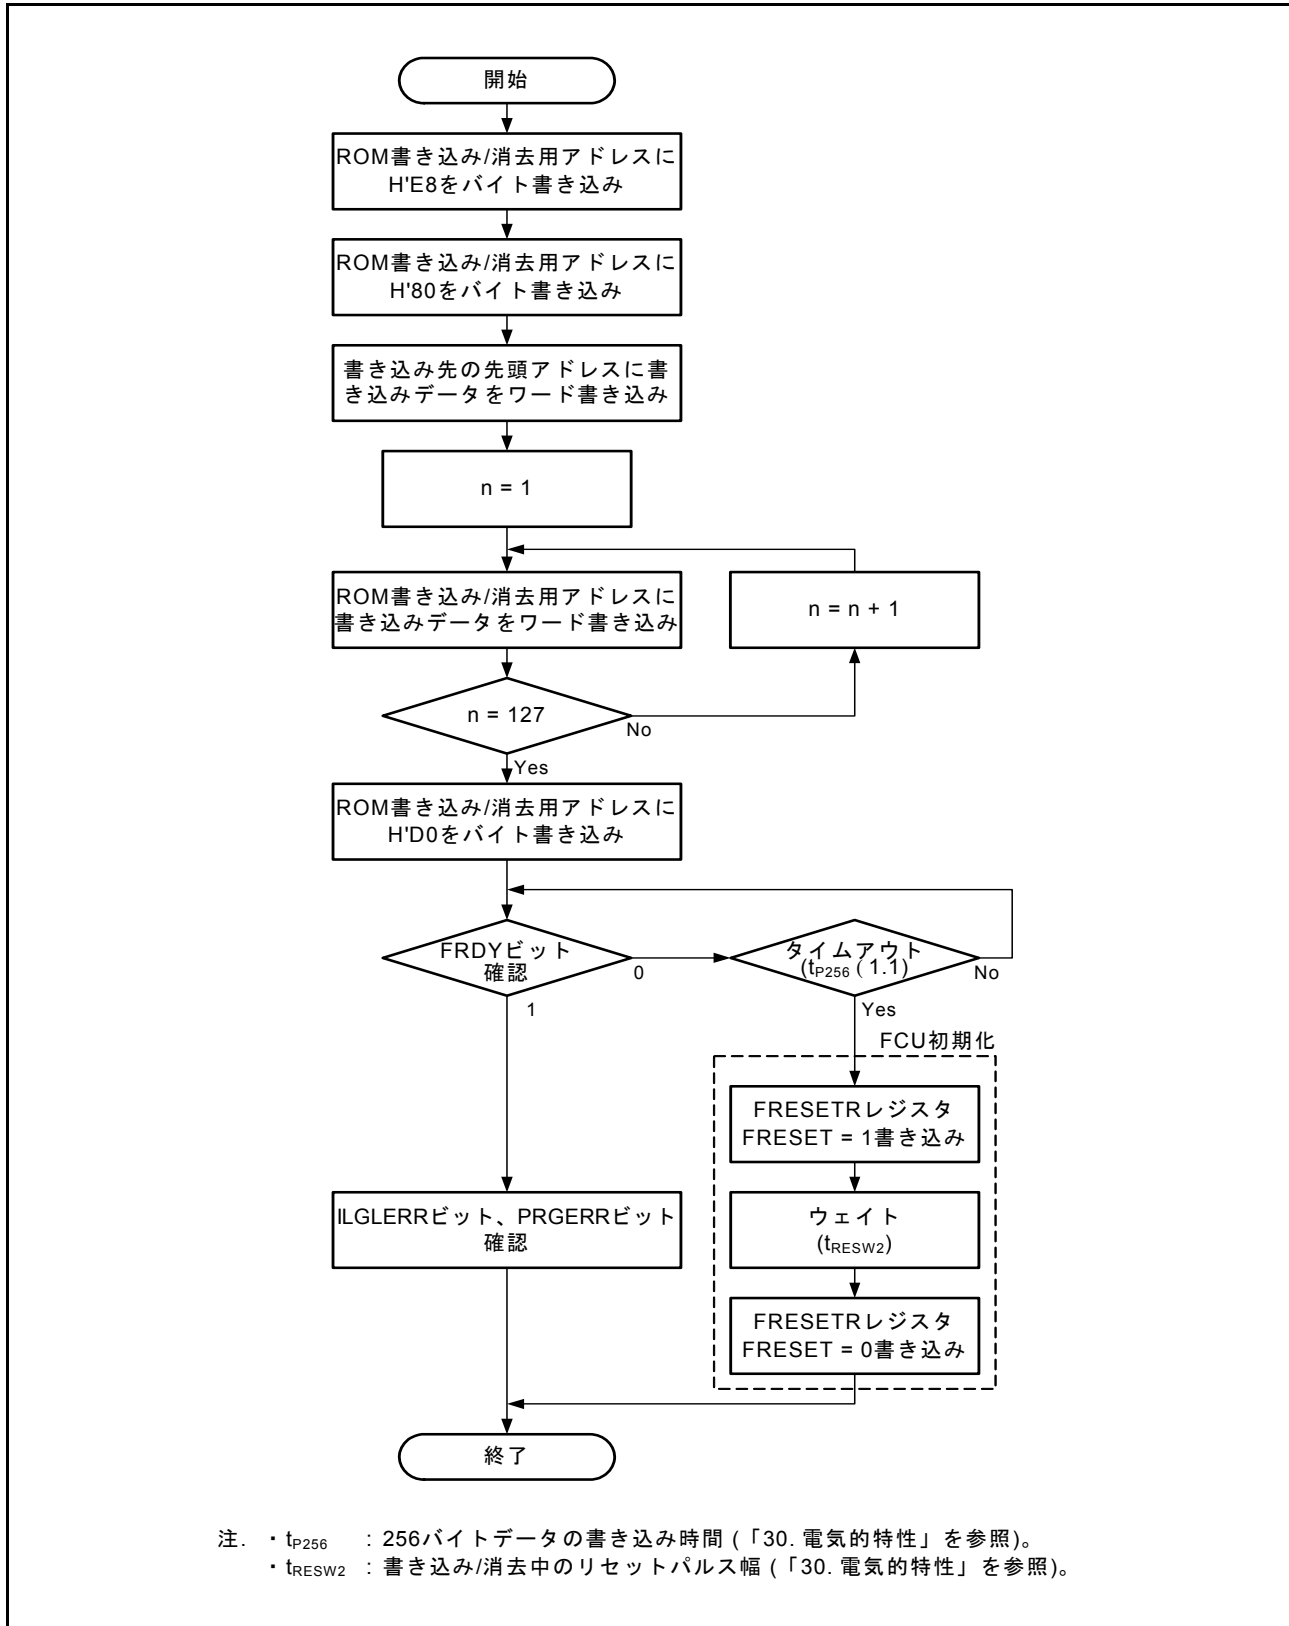 開始
ROM書き込み/消去用アドレスに
H'E8をバイト書き込み
ROM書き込み/消去用アドレスに
H'80をバイト書き込み
書き込み先の先頭アドレスに書
き込みデータをワード書き込み
n = 1
ROM書き込み/消去用アドレスに
書き込みデータをワード書き込み
n = n + 1
n = 127
No
Yes
ROM書き込み/消去用アドレスに
H'D0をバイト書き込み
FRDYビット
確認
0
1
タイムアウト
(tP256 ( 1.1)
No
Yes
FCU初期化
FRESETRレジスタ
FRESET = 1書き込み
ウェイト
(tRESW2)
FRESETRレジスタ
FRESET = 0書き込み
ILGLERRビット、PRGERRビット
確認
終了
注. ・tP256 : 256バイトデータの書き込み時間 (「30. 電気的特性」を参照)。
・tRESW2 : 書き込み/消去中のリセットパルス幅 (「30. 電気的特性」を参照)。